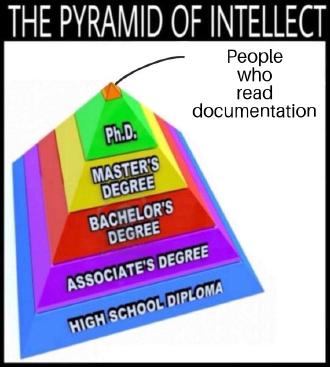 THE PYRAMID OF INTELLECT
People
who
read
documentation
Ph.D.
MASTER'S
DEGREE
BACHELOR'S
DEGREE
ASSOCIATE'S DEGREE
HIGH SCHOOL DIPLOMA